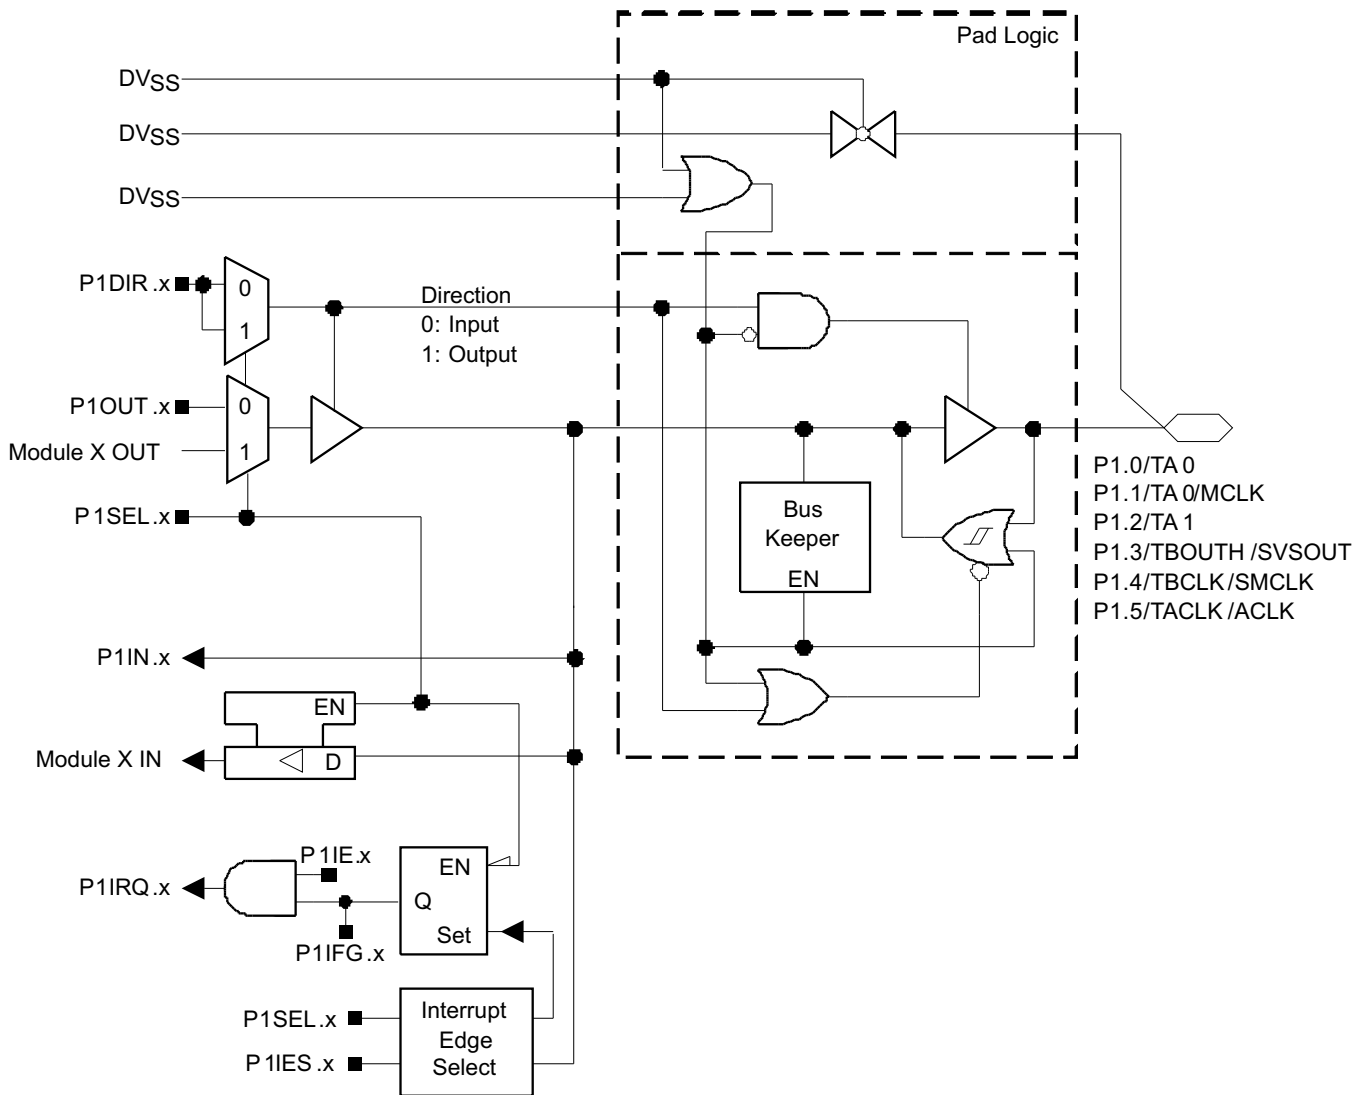 Pad Logic
DVSS
DVSS
DVSS
P1DIR.x
0
1
Direction
0: Input
1: Output
P1OUT.x
0
Module X OUT
1
P1SEL.x
P1.0/TA0
P1.1/TA0/MCLK
P1.2/TA1
P1.3/TBOUTH/SVSOUT
P1.4/TBCLK/SMCLK
P1.5/TACLK/ACLK
Bus
Keeper
EN
P1IN.x
EN
Module X IN
D
P1IE.x
EN
P1IRQ.x
Q
Set
P1IFG.x
P1SEL.x
P1IES.x
Interrupt
Edge
Select